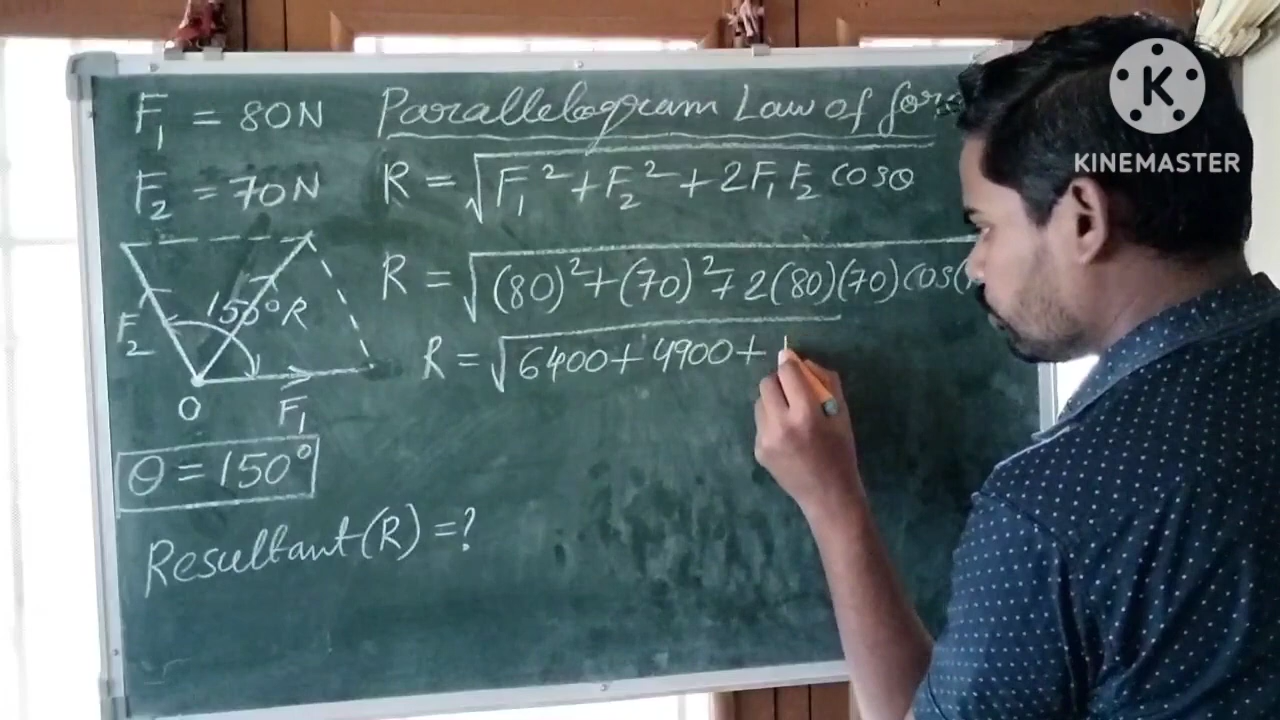 F₁ = 80N
Parallelogram Law of for
F₂ = 70N
R = √F₁² + F₂² + 2F₁F₂ cosθ
R = √(80)² + (70)² + 2(80)(70)cos(
R = √6400 + 4900 +
150°
R
F₂
O
F₁
θ = 150°
Resultant (R) = ?
K
KINEMASTER